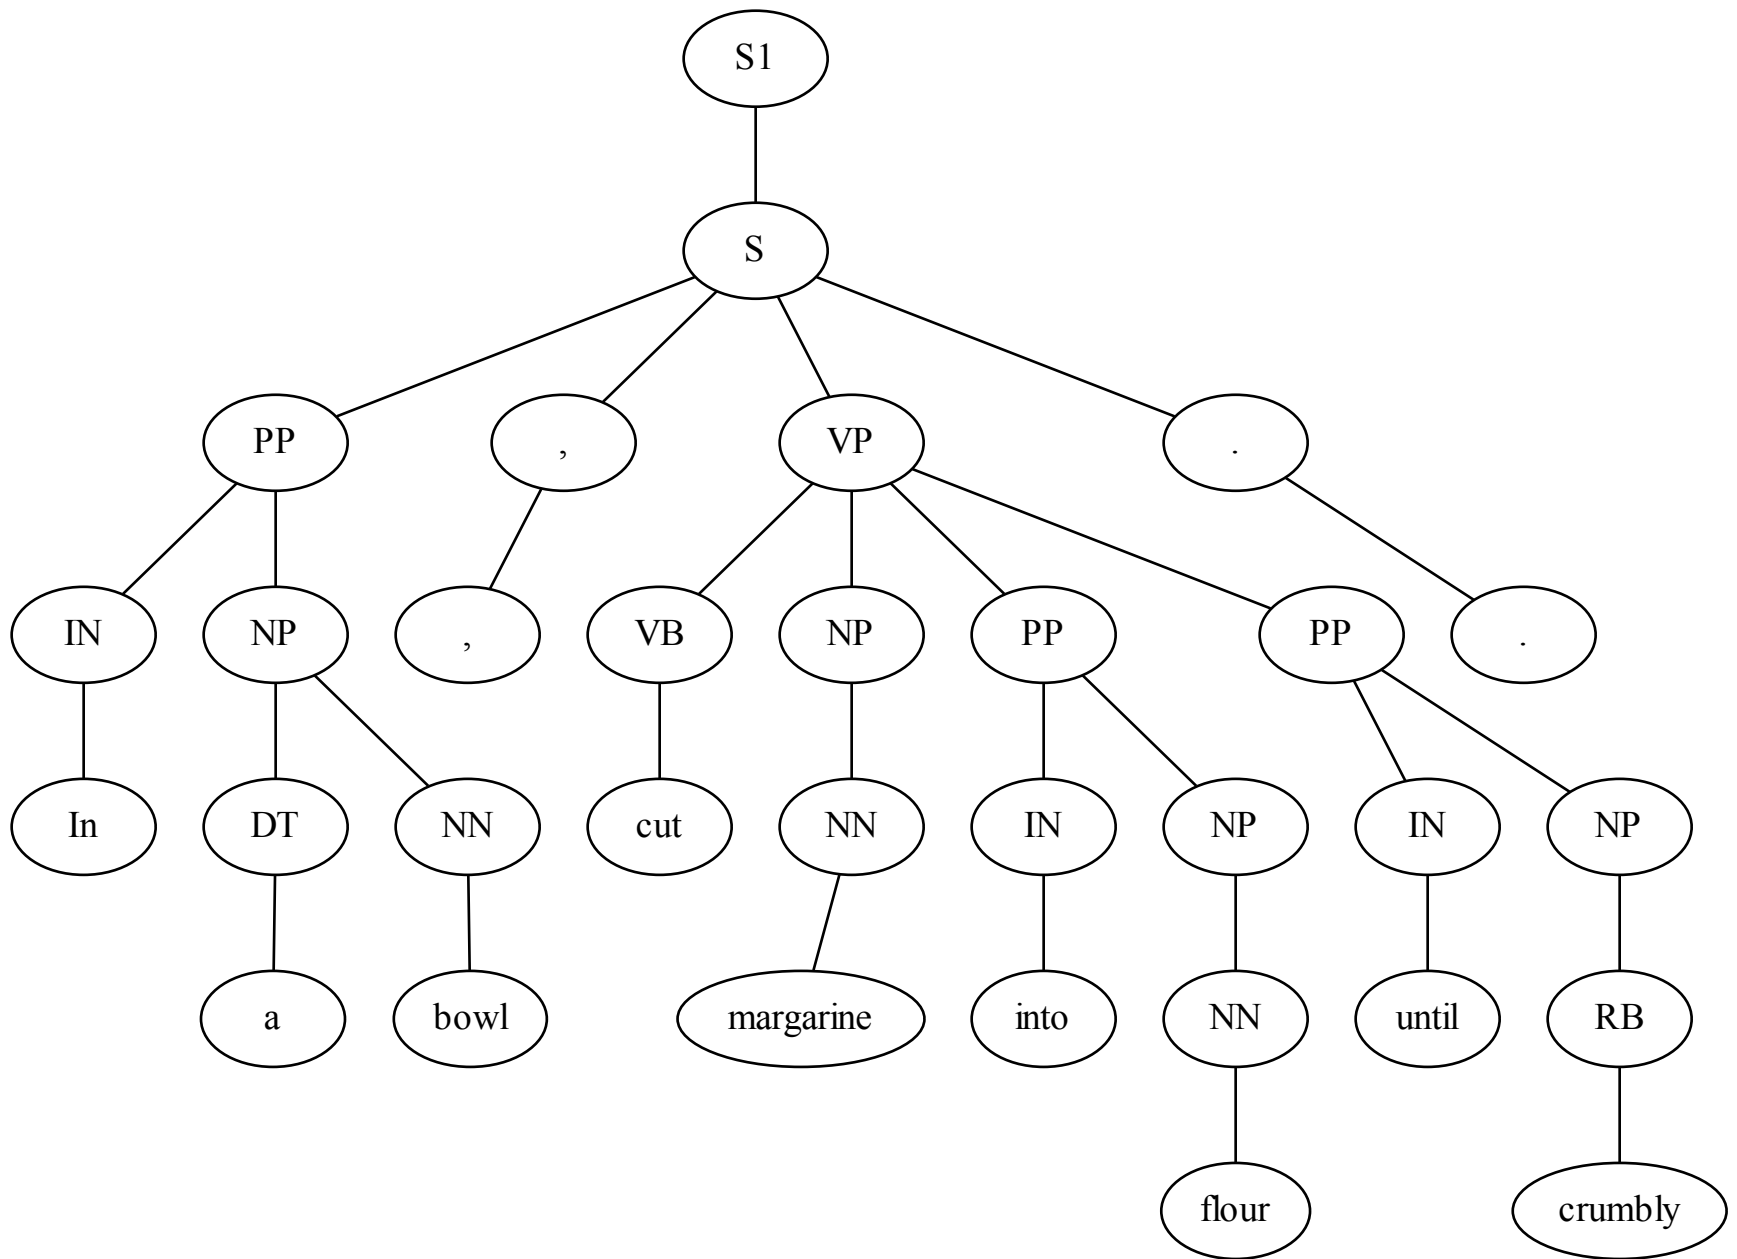 S1
S
PP , VP .
IN NP , VB NP PP PP .
In DT NN cut NN IN NP IN NP
a bowl margarine into NN until RB
flour crumbly